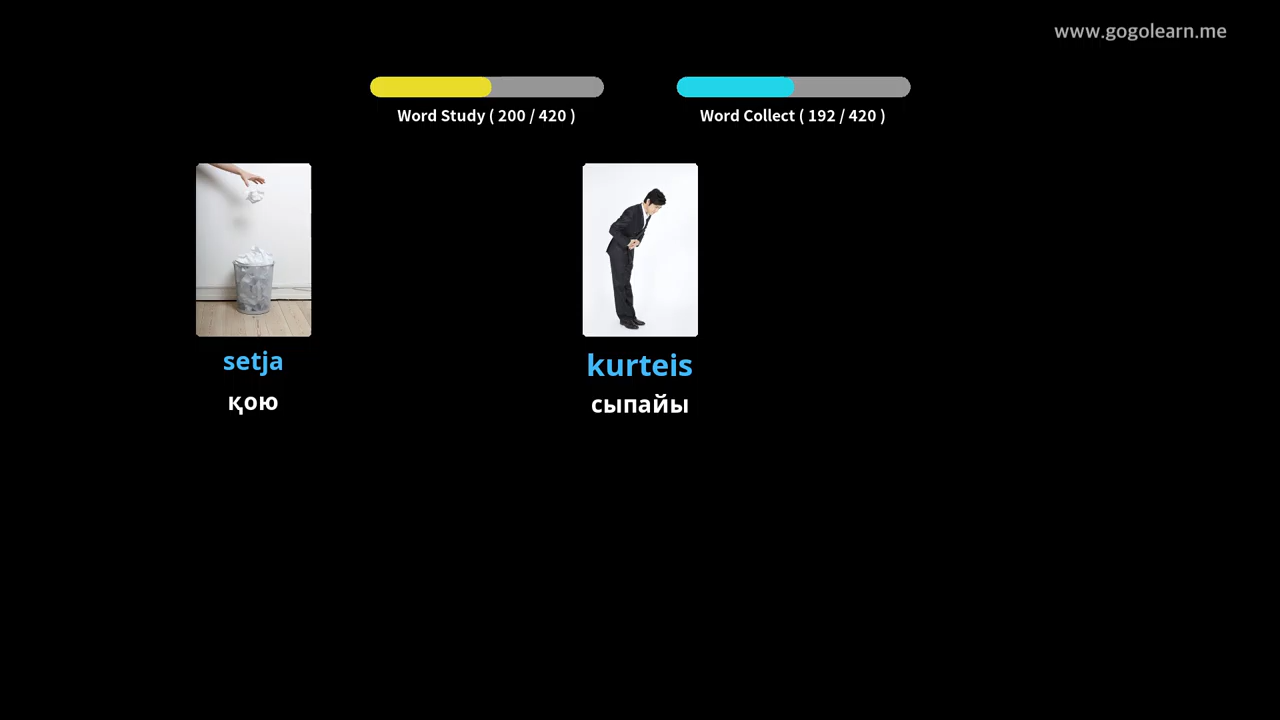 www.gogolearn.me
Word Study ( 200 / 420 )
Word Collect ( 192 / 420 )
setja
қою
kurteis
сыпайы